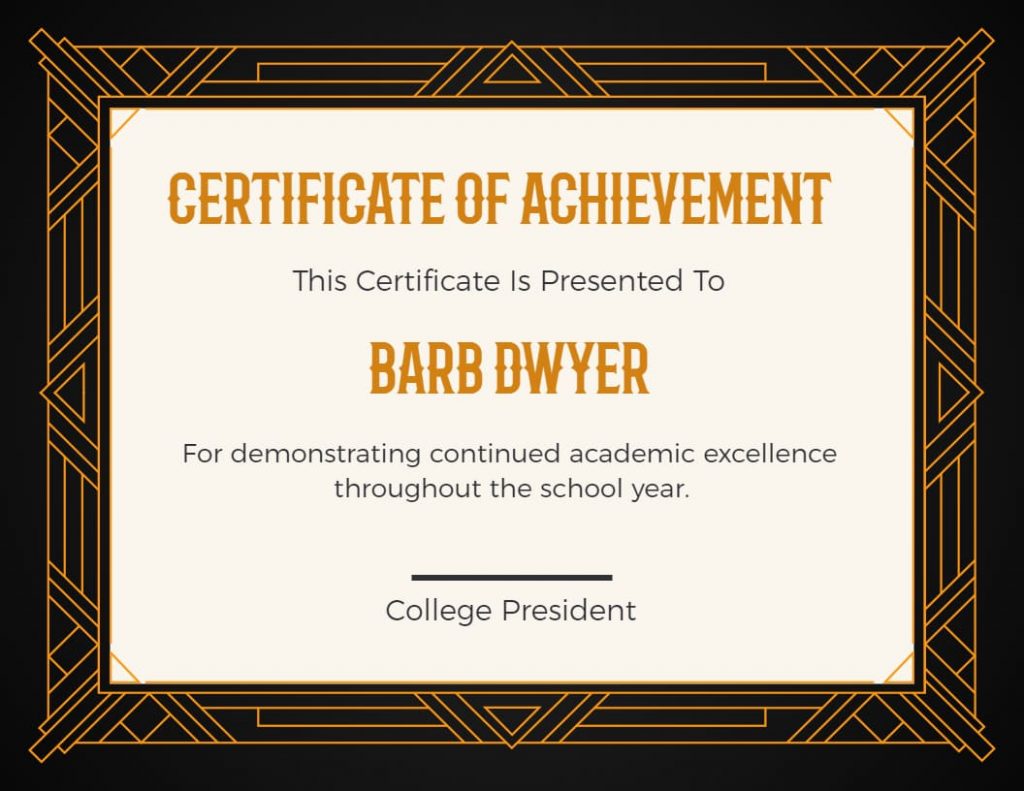 CERTIFICATE OF ACHIEVEMENT
This Certificate Is Presented To
BARB DWYER
For demonstrating continued academic excellence
throughout the school year.
College President